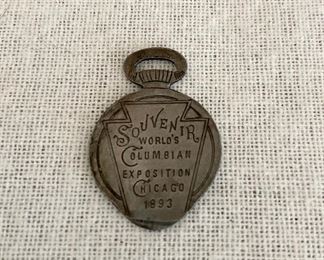 SOUVENIR
WORLD'S
COLUMBIAN
EXPOSITION
CHICAGO
1893